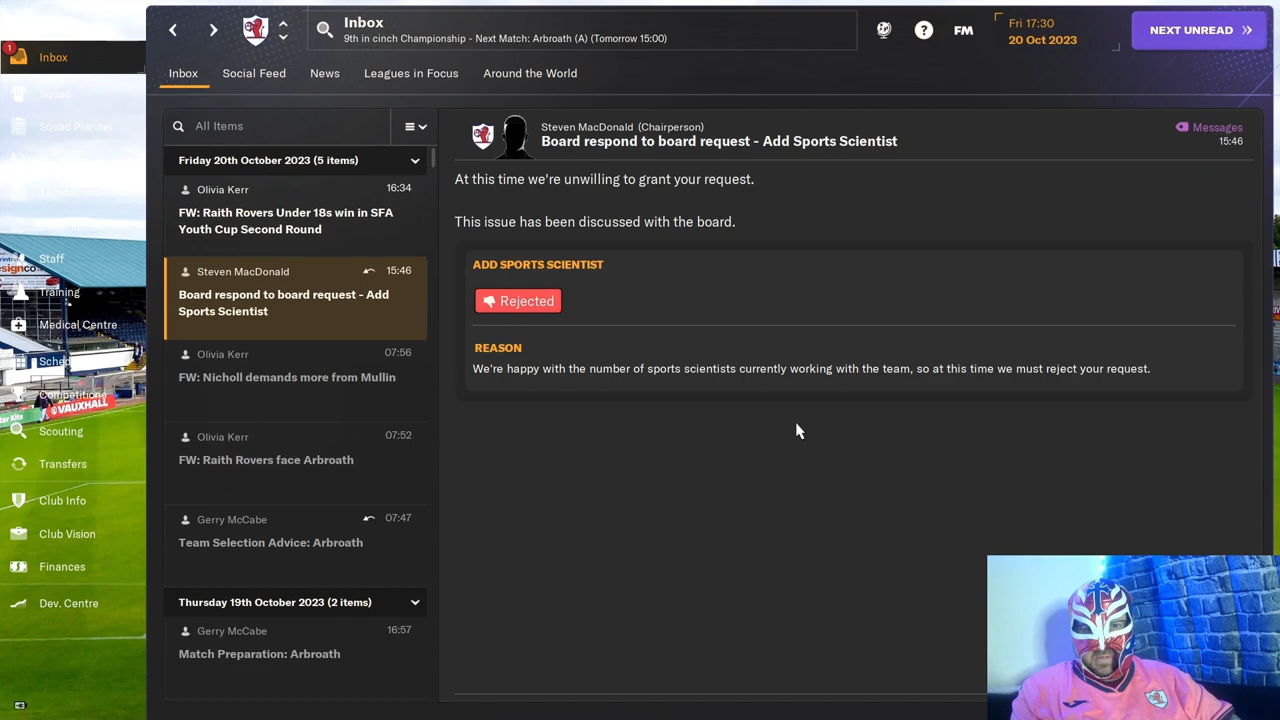 Inbox
9th in cinch Championship - Next Match: Arbroath (A) (Tomorrow 15:00)
?
FM
Fri 17:30
20 Oct 2023
NEXT UNREAD
1
Inbox
Squad
Squad Planner
Staff
Training
Medical Centre
Sched
Competitions
Scouting
Transfers
Club Info
Club Vision
Finances
Dev. Centre
Inbox
Social Feed
News
Leagues in Focus
Around the World
All Items
Friday 20th October 2023 (5 items)
Olivia Kerr
16:34
FW: Raith Rovers Under 18s win in SFA
Youth Cup Second Round
Steven MacDonald
15:46
Board respond to board request - Add
Sports Scientist
Olivia Kerr
07:56
FW: Nicholl demands more from Mullin
Olivia Kerr
07:52
FW: Raith Rovers face Arbroath
Gerry McCabe
07:47
Team Selection Advice: Arbroath
Thursday 19th October 2023 (2 items)
Gerry McCabe
16:57
Match Preparation: Arbroath
Steven MacDonald (Chairperson)
Board respond to board request - Add Sports Scientist
Messages
15:46
At this time we're unwilling to grant your request.
This issue has been discussed with the board.
ADD SPORTS SCIENTIST
Rejected
REASON
We're happy with the number of sports scientists currently working with the team, so at this time we must reject your request.
VAUXHALL